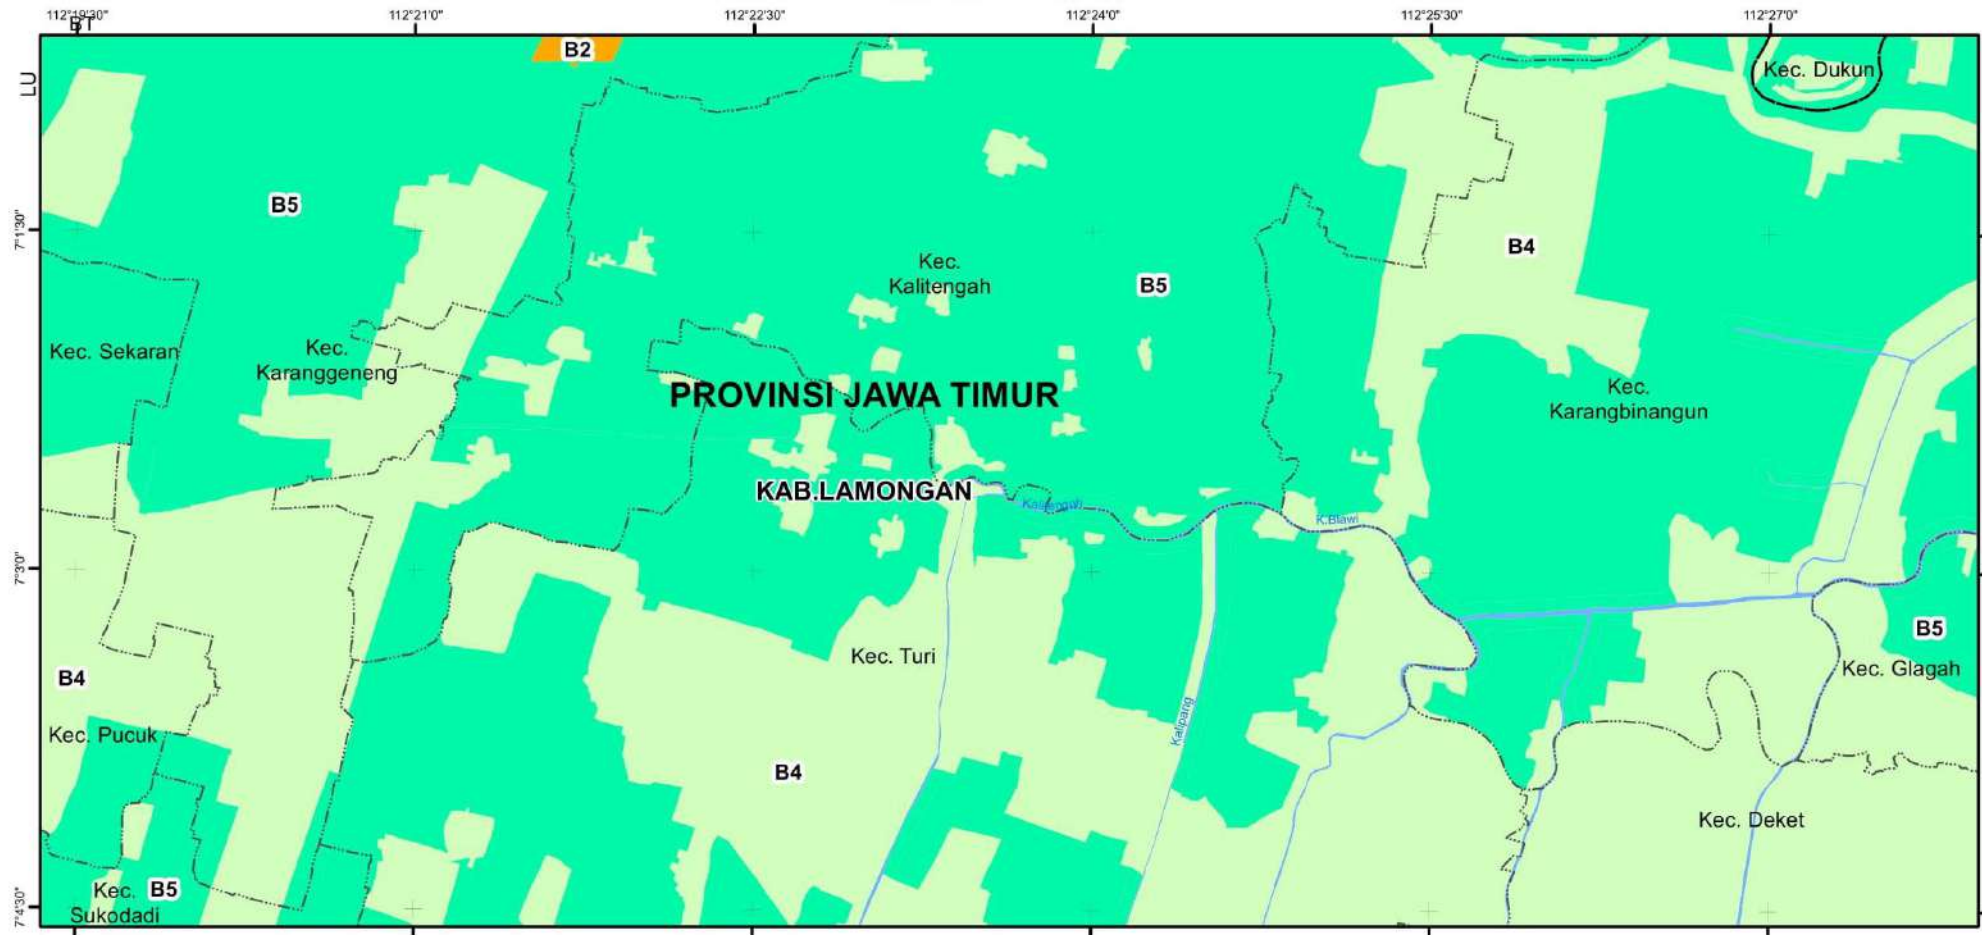 112°19'30" 112°21'0" 112°22'30" 112°24'0" 112°25'30" 112°27'0"
BT
LU
B2
Kec. Dukun
B5
7°1'30"
B4
Kec.
Kalitengah
B5
Kec. Sekaran
Kec.
Karanggeneng
PROVINSI JAWA TIMUR
Kec.
Karangbinangun
KAB.LAMONGAN
Kalitengah
K.Blawi
7°3'0"
B5
Kec. Turi
Kec. Glagah
B4
Kalipang
Kec. Pucuk
B4
Kec. Deket
Kec.
Sukodadi
B5
7°4'30"